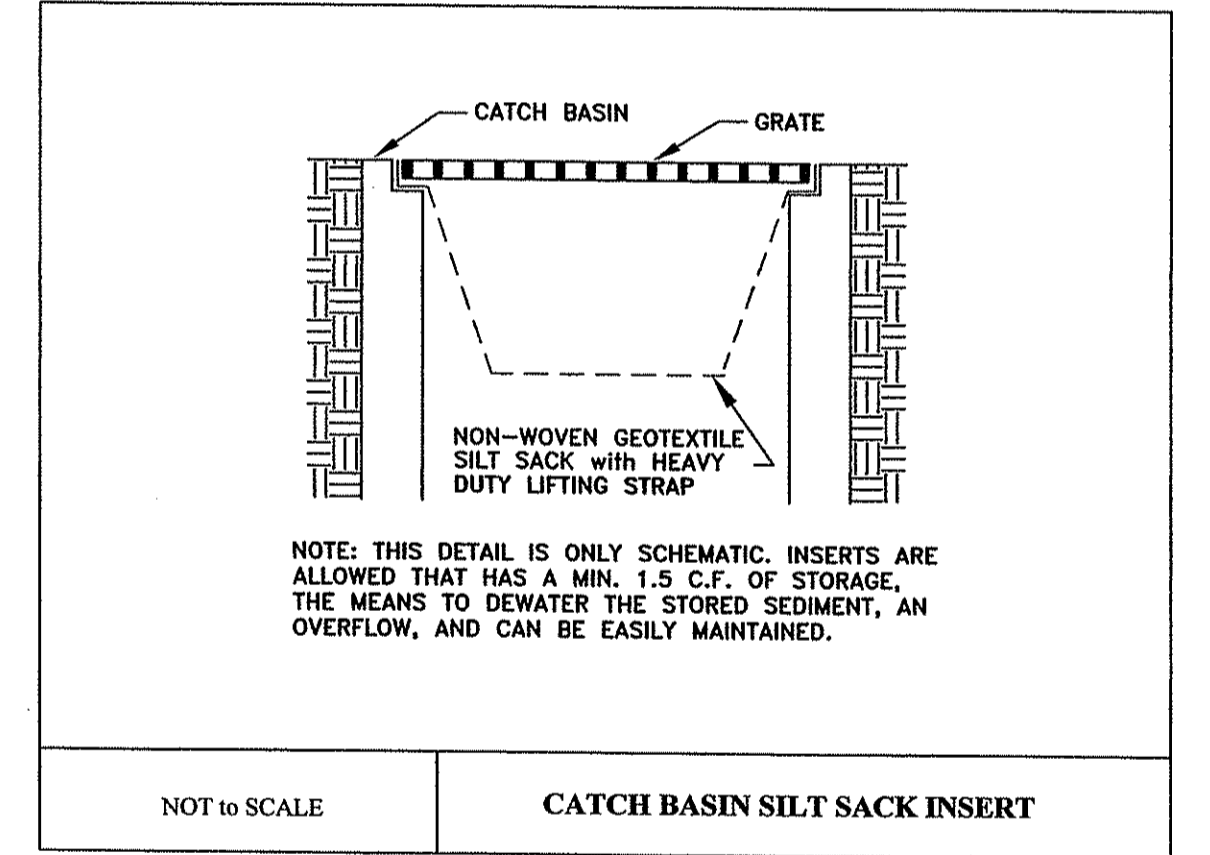 CATCH BASIN
GRATE
NON-WOVEN GEOTEXTILE
SILT SACK with HEAVY
DUTY LIFTING STRAP
NOTE: THIS DETAIL IS ONLY SCHEMATIC. INSERTS ARE
ALLOWED THAT HAS A MIN. 1.5 C.F. OF STORAGE,
THE MEANS TO DEWATER THE STORED SEDIMENT, AN
OVERFLOW, AND CAN BE EASILY MAINTAINED.
NOT to SCALE
CATCH BASIN SILT SACK INSERT